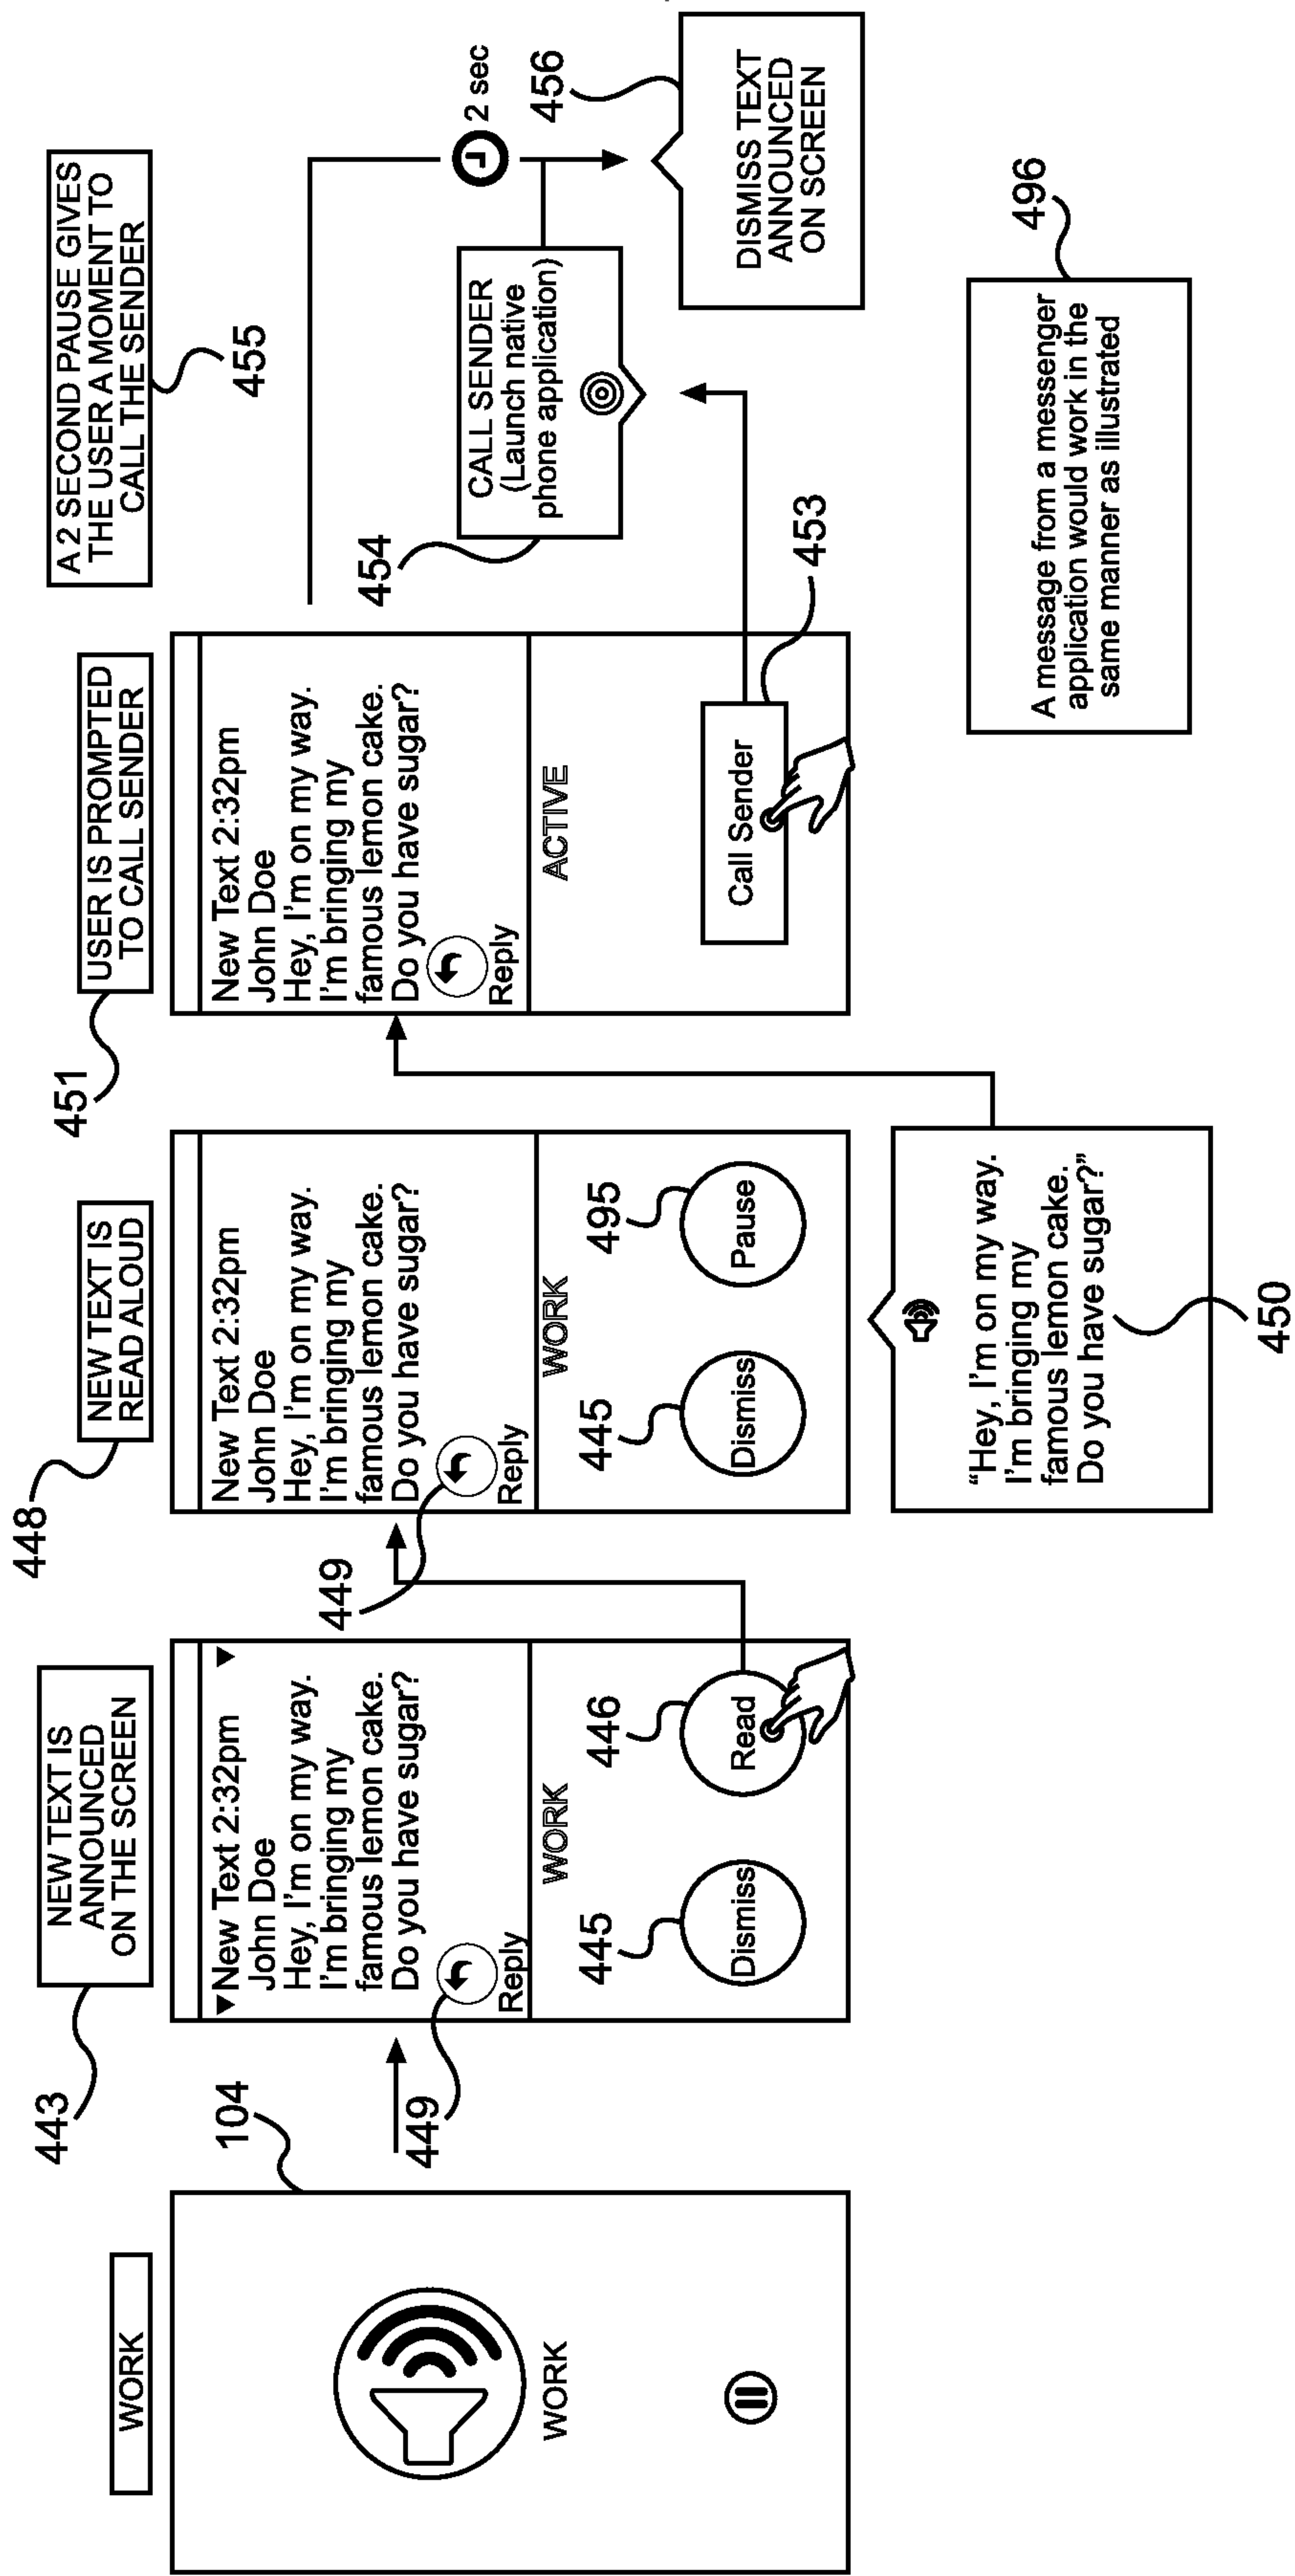 WORK
104
WORK
443
NEW TEXT IS
ANNOUNCED
ON THE SCREEN
449
▼New Text 2:32pm ▼
John Doe
Hey, I'm on my way.
I'm bringing my
famous lemon cake.
Do you have sugar?
Reply
WORK
445
446
Dismiss
Read
448
NEW TEXT IS
READ ALOUD
449
New Text 2:32pm
John Doe
Hey, I'm on my way.
I'm bringing my
famous lemon cake.
Do you have sugar?
Reply
WORK
445
495
Dismiss
Pause
“Hey, I'm on my way.
I'm bringing my
famous lemon cake.
Do you have sugar?”
450
451
USER IS PROMPTED
TO CALL SENDER
New Text 2:32pm
John Doe
Hey, I'm on my way.
I'm bringing my
famous lemon cake.
Do you have sugar?
Reply
ACTIVE
Call Sender
453
A 2 SECOND PAUSE GIVES
THE USER A MOMENT TO
CALL THE SENDER
455
2 sec
454
CALL SENDER
(Launch native
phone application)
456
DISMISS TEXT
ANNOUNCED
ON SCREEN
496
A message from a messenger
application would work in the
same manner as illustrated